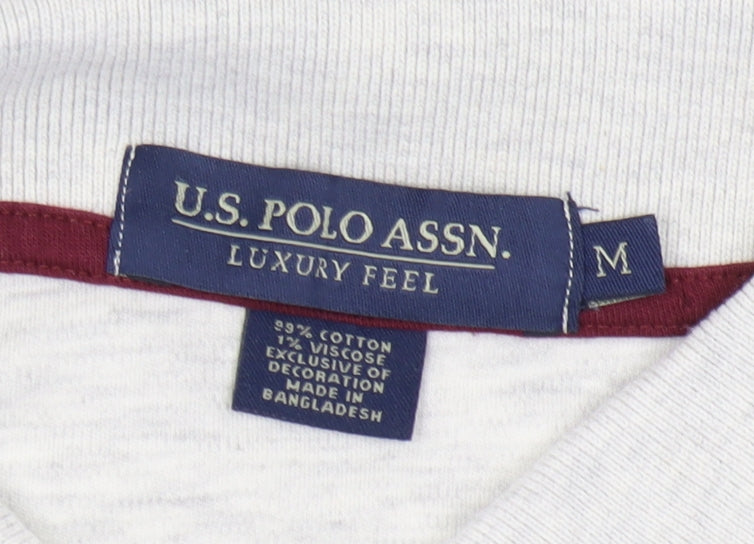 U.S. POLO ASSN.
LUXURY FEEL
M
99% COTTON
1% VISCOSE
EXCLUSIVE OF
DECORATION
MADE IN
BANGLADESH